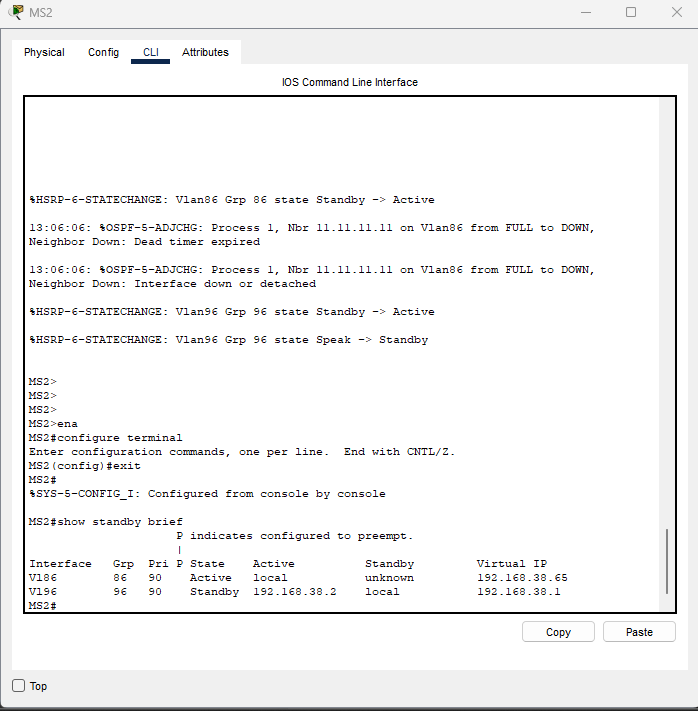 MS2
Physical Config CLI Attributes
IOS Command Line Interface
%HSRP-6-STATECHANGE: Vlan86 Grp 86 state Standby -> Active
13:06:06: %OSPF-5-ADJCHG: Process 1, Nbr 11.11.11.11 on Vlan86 from FULL to DOWN,
Neighbor Down: Dead timer expired
13:06:06: %OSPF-5-ADJCHG: Process 1, Nbr 11.11.11.11 on Vlan86 from FULL to DOWN,
Neighbor Down: Interface down or detached
%HSRP-6-STATECHANGE: Vlan96 Grp 96 state Standby -> Active
%HSRP-6-STATECHANGE: Vlan96 Grp 96 state Speak -> Standby
MS2>
MS2>
MS2>
MS2>ena
MS2#configure terminal
Enter configuration commands, one per line.  End with CNTL/Z.
MS2(config)#exit
MS2#
%SYS-5-CONFIG_I: Configured from console by console
MS2#show standby brief
P indicates configured to preempt.
|
Interface   Grp  Pri P State    Active          Standby         Virtual IP
Vl86        86   90    Active   local           unknown         192.168.38.65
Vl96        96   90    Standby  192.168.38.2    local           192.168.38.1
MS2#
Copy Paste
Top